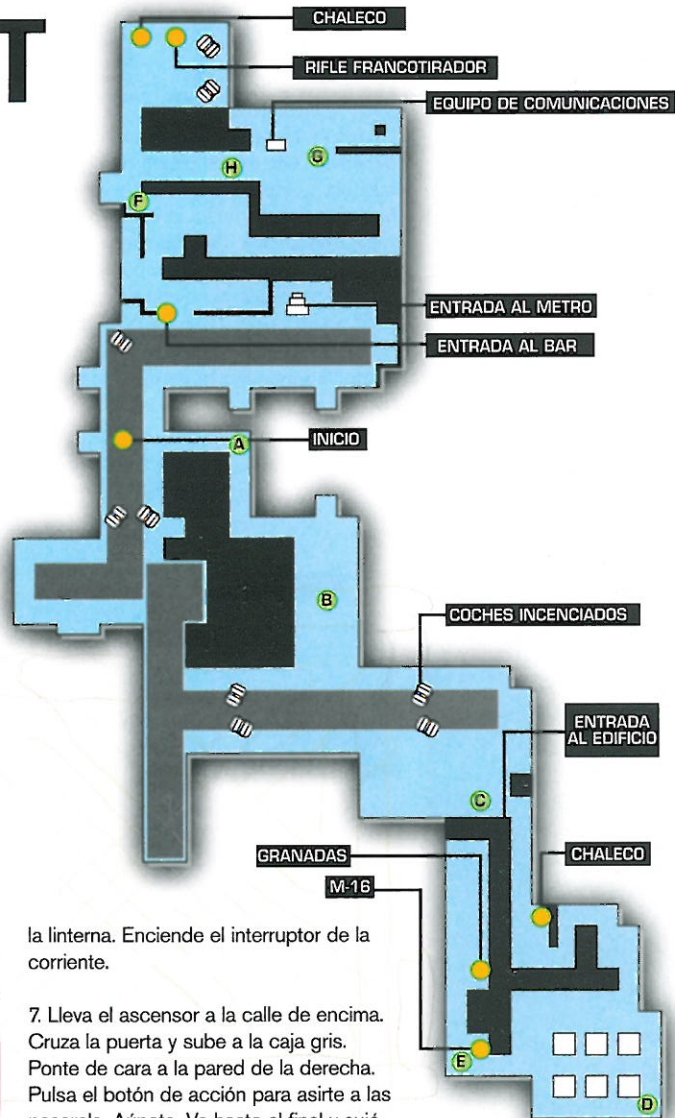 T
CHALECO
RIFLE FRANCOTIRADOR
EQUIPO DE COMUNICACIONES
H
G
F
ENTRADA AL METRO
ENTRADA AL BAR
INICIO
A
B
COCHES INCENCIADOS
ENTRADA
AL EDIFICIO
C
GRANADAS
CHALECO
M-16
E
D
la linterna. Enciende el interruptor de la
corriente.
7. Lleva el ascensor a la calle de encima.
Cruza la puerta y sube a la caja gris.
Ponte de cara a la pared de la derecha.
Pulsa el botón de acción para asirte a las